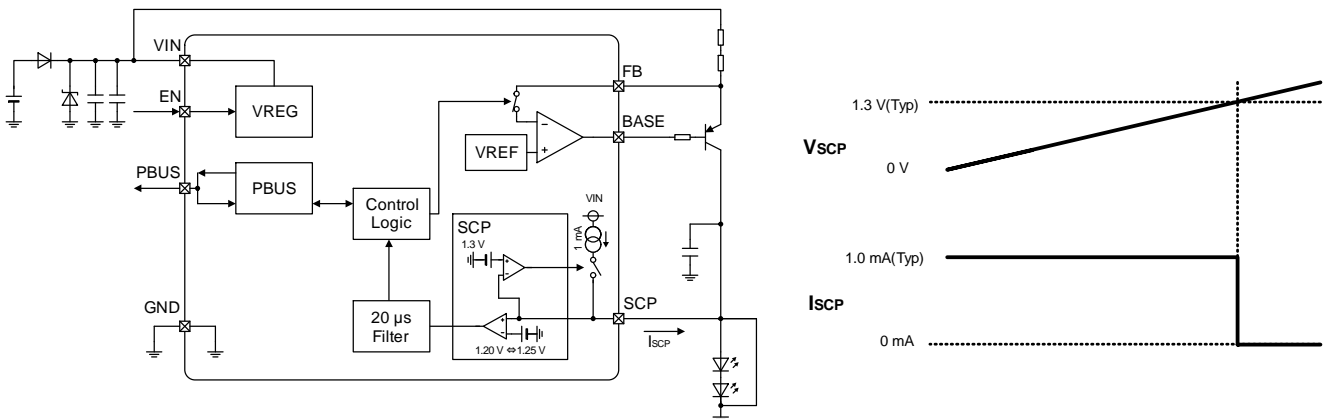 VIN
EN
VREG
FB
BASE
VREF
PBUS
PBUS
Control
Logic
VIN
1 mA
SCP
1.3 V
SCP
ISCP
GND
20 µs
Filter
1.20 V ⇔ 1.25 V
1.3 V(Typ)
VSCP
0 V
1.0 mA(Typ)
ISCP
0 mA